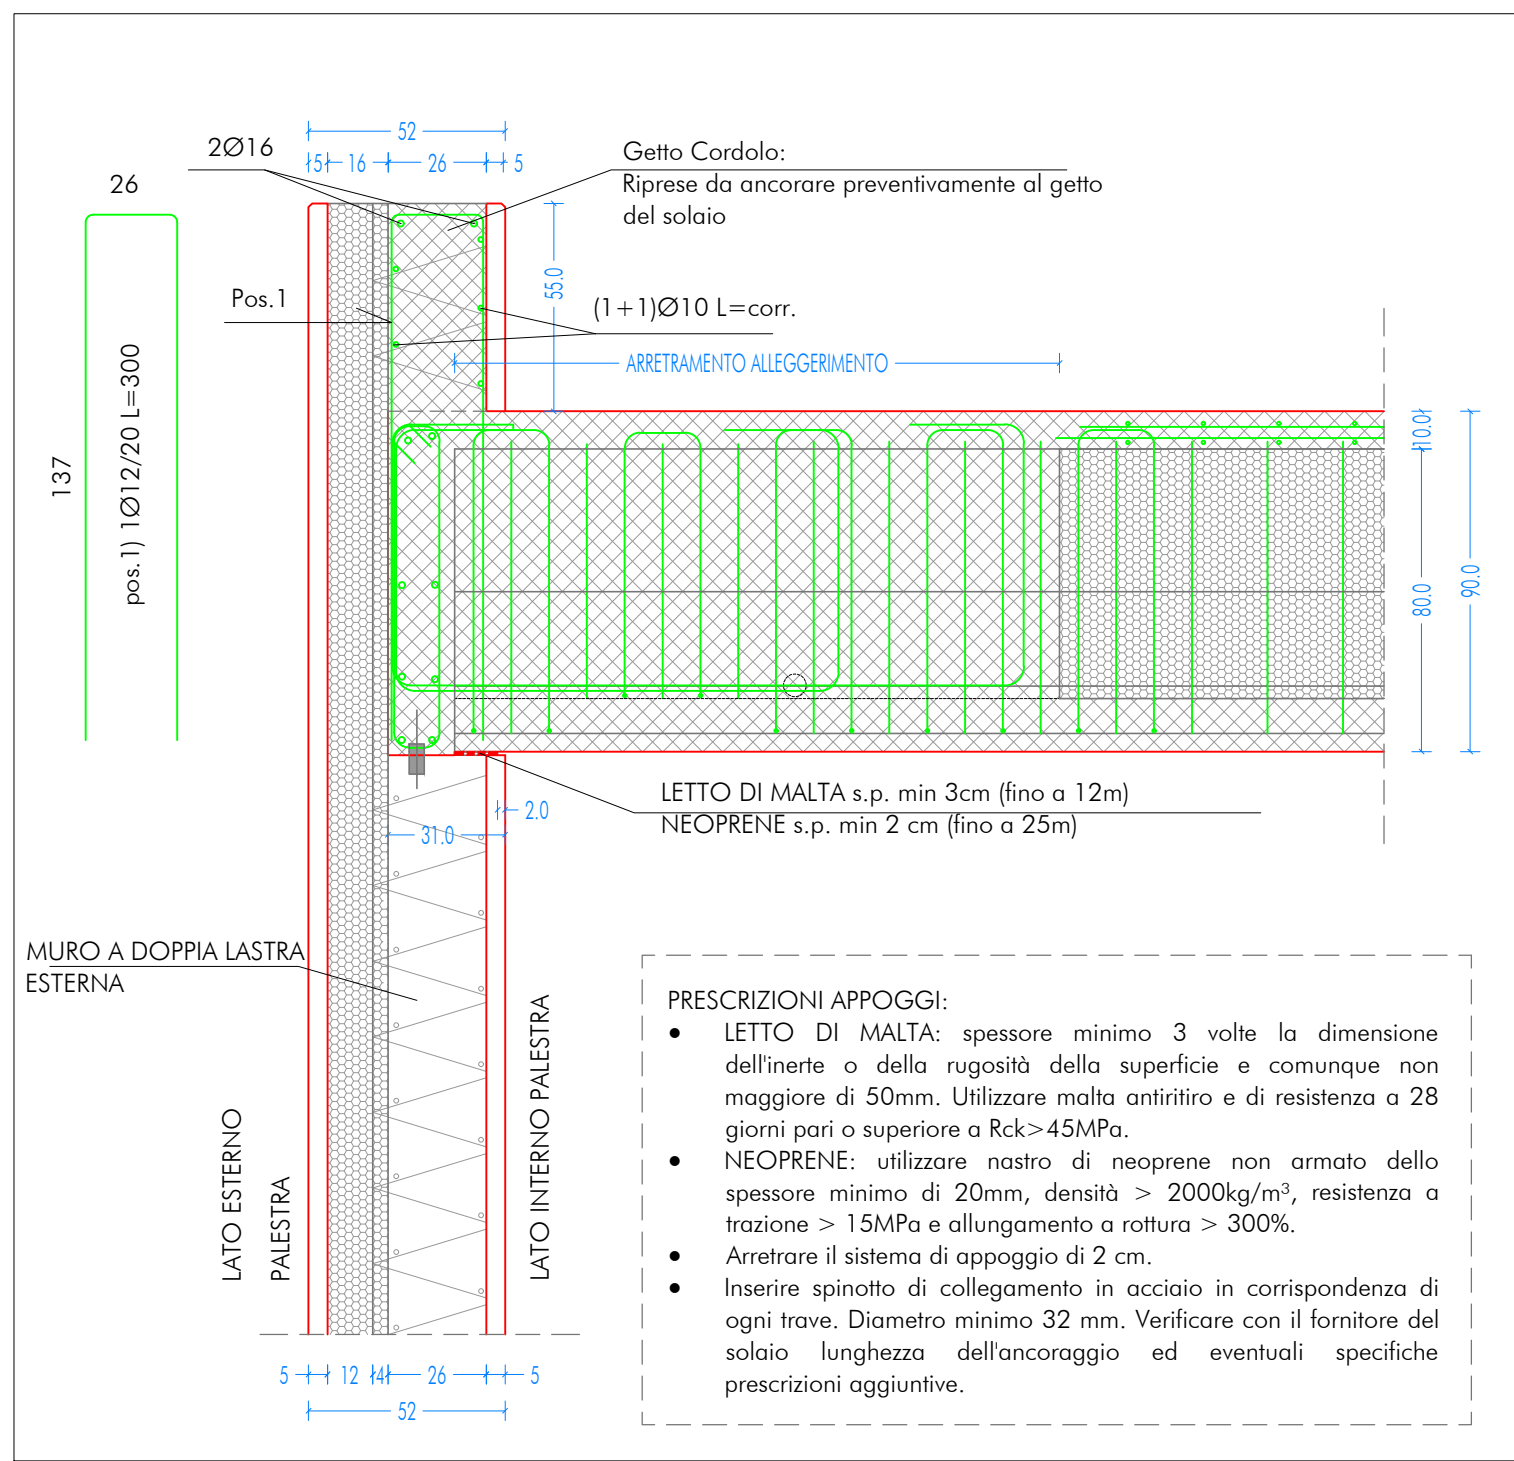 52
2Ø16
5
16
26
5
Getto Cordolo:
Riprese da ancorare preventivamente al getto
del solaio
26
Pos.1
55.0
(1+1)Ø10 L=corr.
ARRETRAMENTO ALLEGGERIMENTO
137
pos.1) 1Ø12/20 L=300
10.0
80.0
90.0
LETTO DI MALTA s.p. min 3cm (fino a 12m)
NEOPRENE s.p. min 2 cm (fino a 25m)
2.0
31.0
MURO A DOPPIA LASTRA
ESTERNA
LATO ESTERNO
PALESTRA
LATO INTERNO PALESTRA
PRESCRIZIONI APPOGGI:
• LETTO DI MALTA: spessore minimo 3 volte la dimensione
dell'inerte o della rugosità della superficie e comunque non
maggiore di 50mm. Utilizzare malta antiritiro e di resistenza a 28
giorni pari o superiore a Rck>45MPa.
• NEOPRENE: utilizzare nastro di neoprene non armato dello
spessore minimo di 20mm, densità > 2000kg/m³, resistenza a
trazione > 15MPa e allungamento a rottura > 300%.
• Arretrare il sistema di appoggio di 2 cm.
• Inserire spinotto di collegamento in acciaio in corrispondenza di
ogni trave. Diametro minimo 32 mm. Verificare con il fornitore del
solaio lunghezza dell'ancoraggio ed eventuali specifiche
prescrizioni aggiuntive.
5
12
4
26
5
52